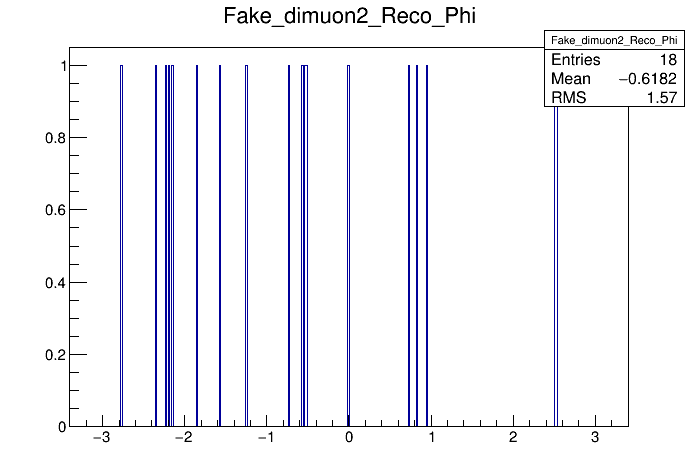 Fake_dimuon2_Reco_Phi
Fake_dimuon2_Reco_Phi
Entries 18
Mean −0.6182
RMS 1.57
1
0.8
0.6
0.4
0.2
0
−3 −2 −1 0 1 2 3